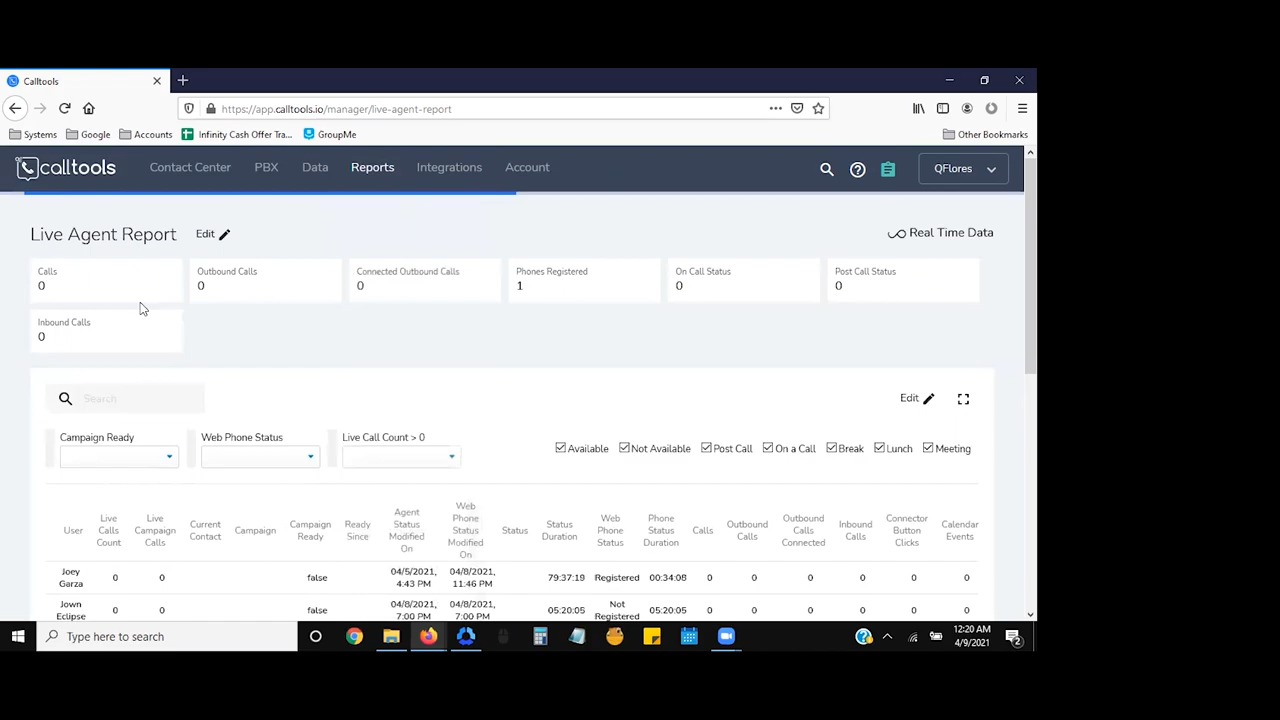 Calltools
https://app.calltools.io/manager/live-agent-report
Systems Google Accounts Infinity Cash Offer Tra... GroupMe Other Bookmarks
calltools Contact Center PBX Data Reports Integrations Account QFlores
Live Agent Report Edit Real Time Data
Calls Outbound Calls Connected Outbound Calls Phones Registered On Call Status Post Call Status
0 0 0 1 0 0
Inbound Calls
0
Search Edit
Campaign Ready Web Phone Status Live Call Count > 0
Available Not Available Post Call On a Call Break Lunch Meeting
User Live Calls Count Live Campaign Calls Current Contact Campaign Campaign Ready Ready Since Agent Status Modified On Web Phone Status Modified On Status Status Duration Web Phone Status Phone Status Duration Calls Outbound Calls Outbound Calls Connected Inbound Calls Connector Button Clicks Calendar Events
Joey Garza 0 0 false 04/5/2021, 4:43 PM 04/8/2021, 11:46 PM 79:37:19 Registered 00:34:08 0 0 0 0 0 0
Jown Eclipse 0 0 false 04/8/2021, 7:00 PM 04/8/2021, 7:00 PM 05:20:05 Not Registered 05:20:05 0 0 0 0 0 0
Type here to search 12:20 AM
4/9/2021 2